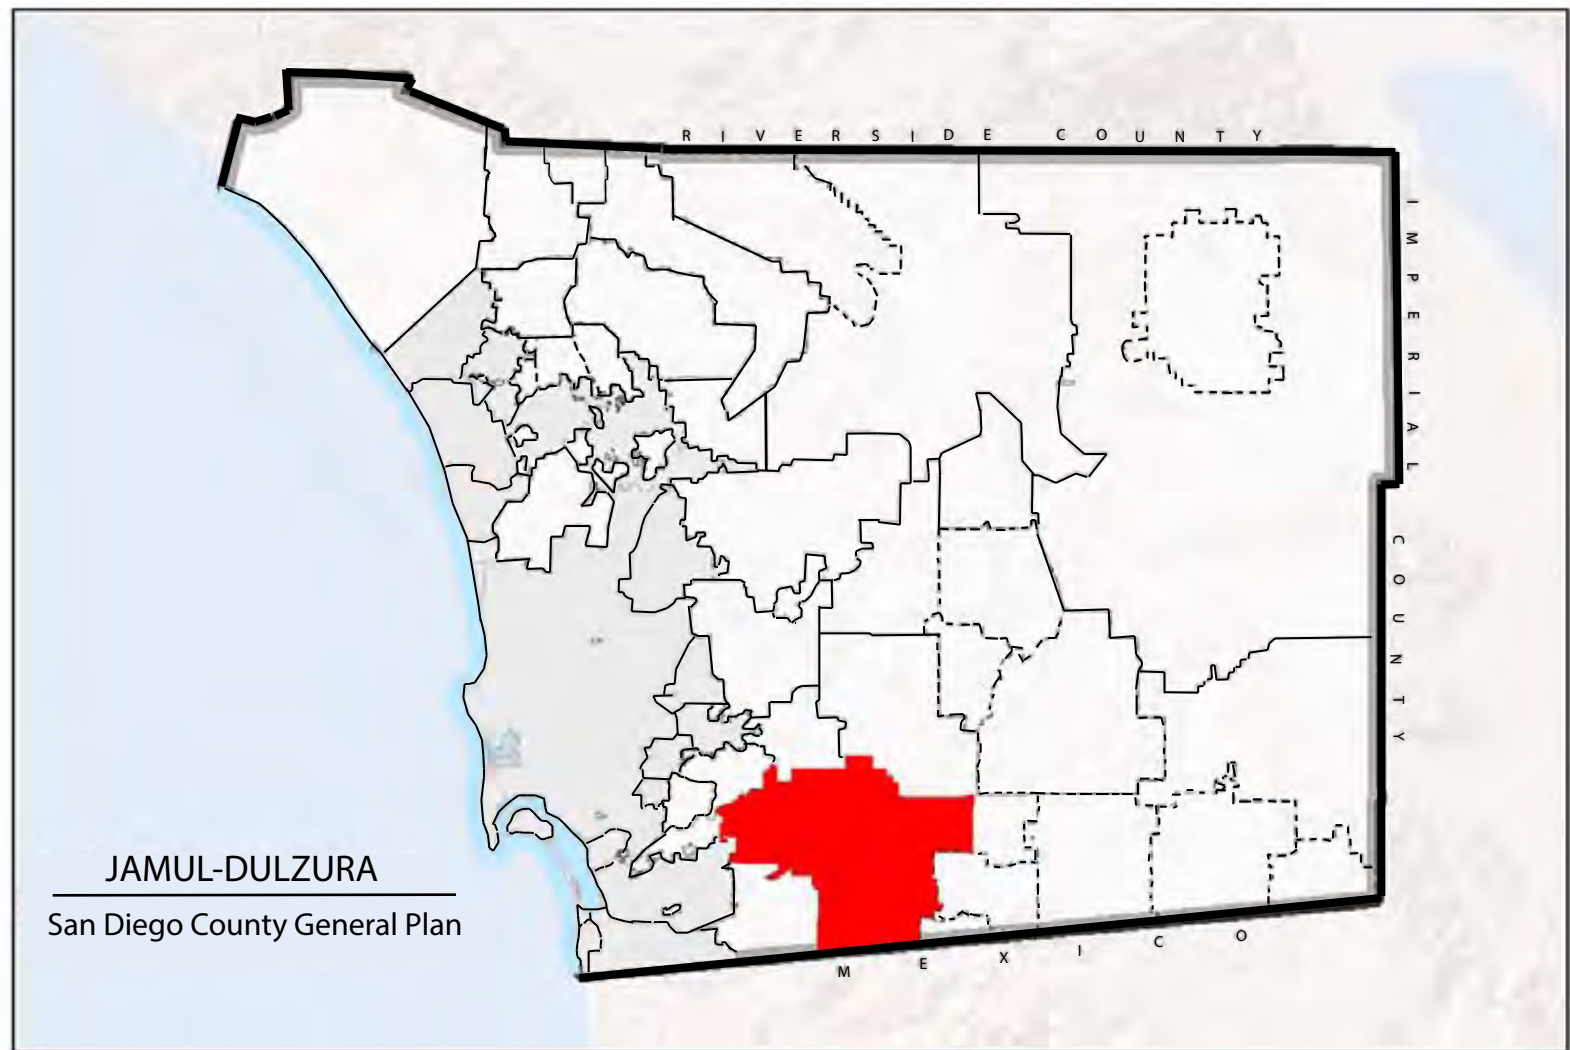 RIVERSIDE COUNTY
IMPERIAL COUNTY
JAMUL-DULZURA
San Diego County General Plan
MEXICO